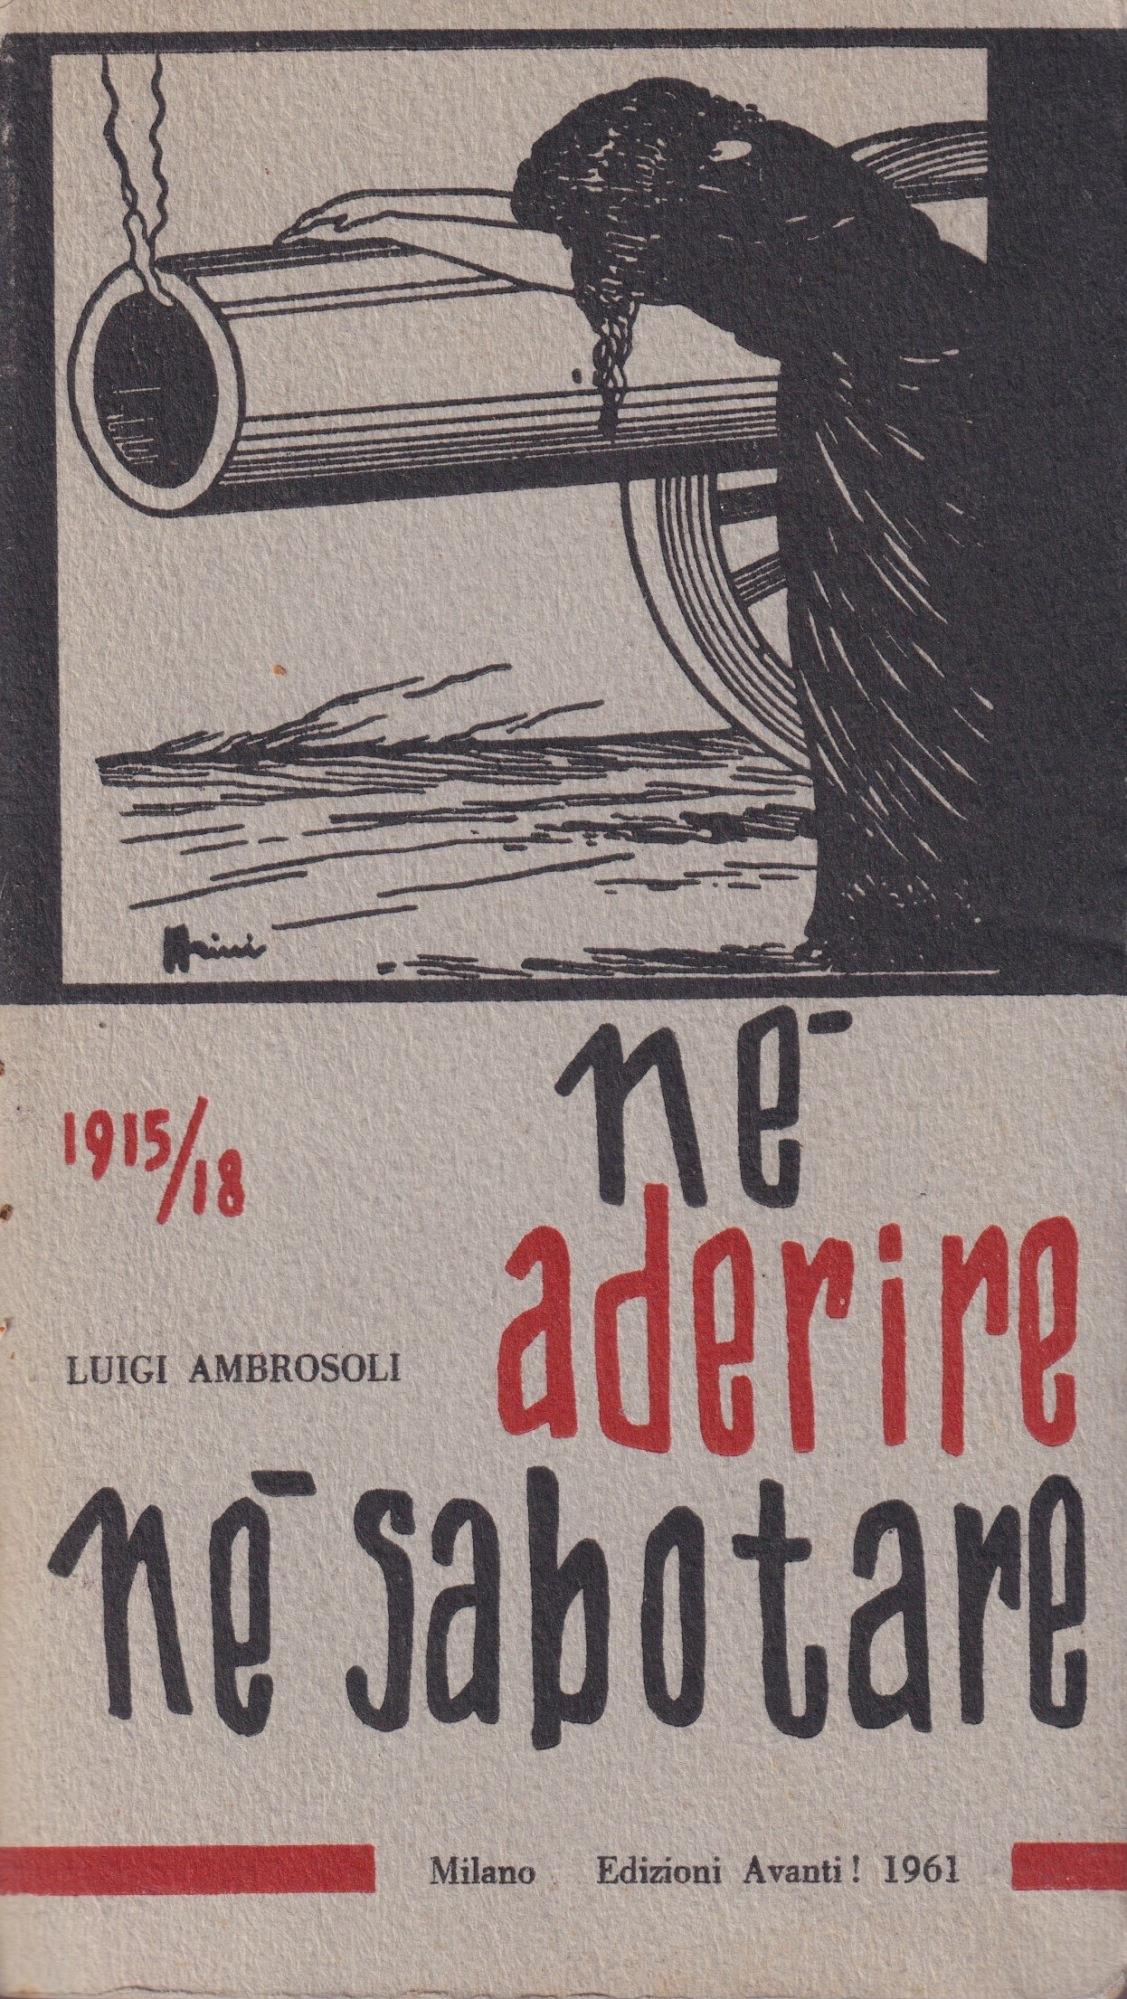 né
1915/18
aderire
LUIGI AMBROSOLI
né sabotare
Milano Edizioni Avanti! 1961